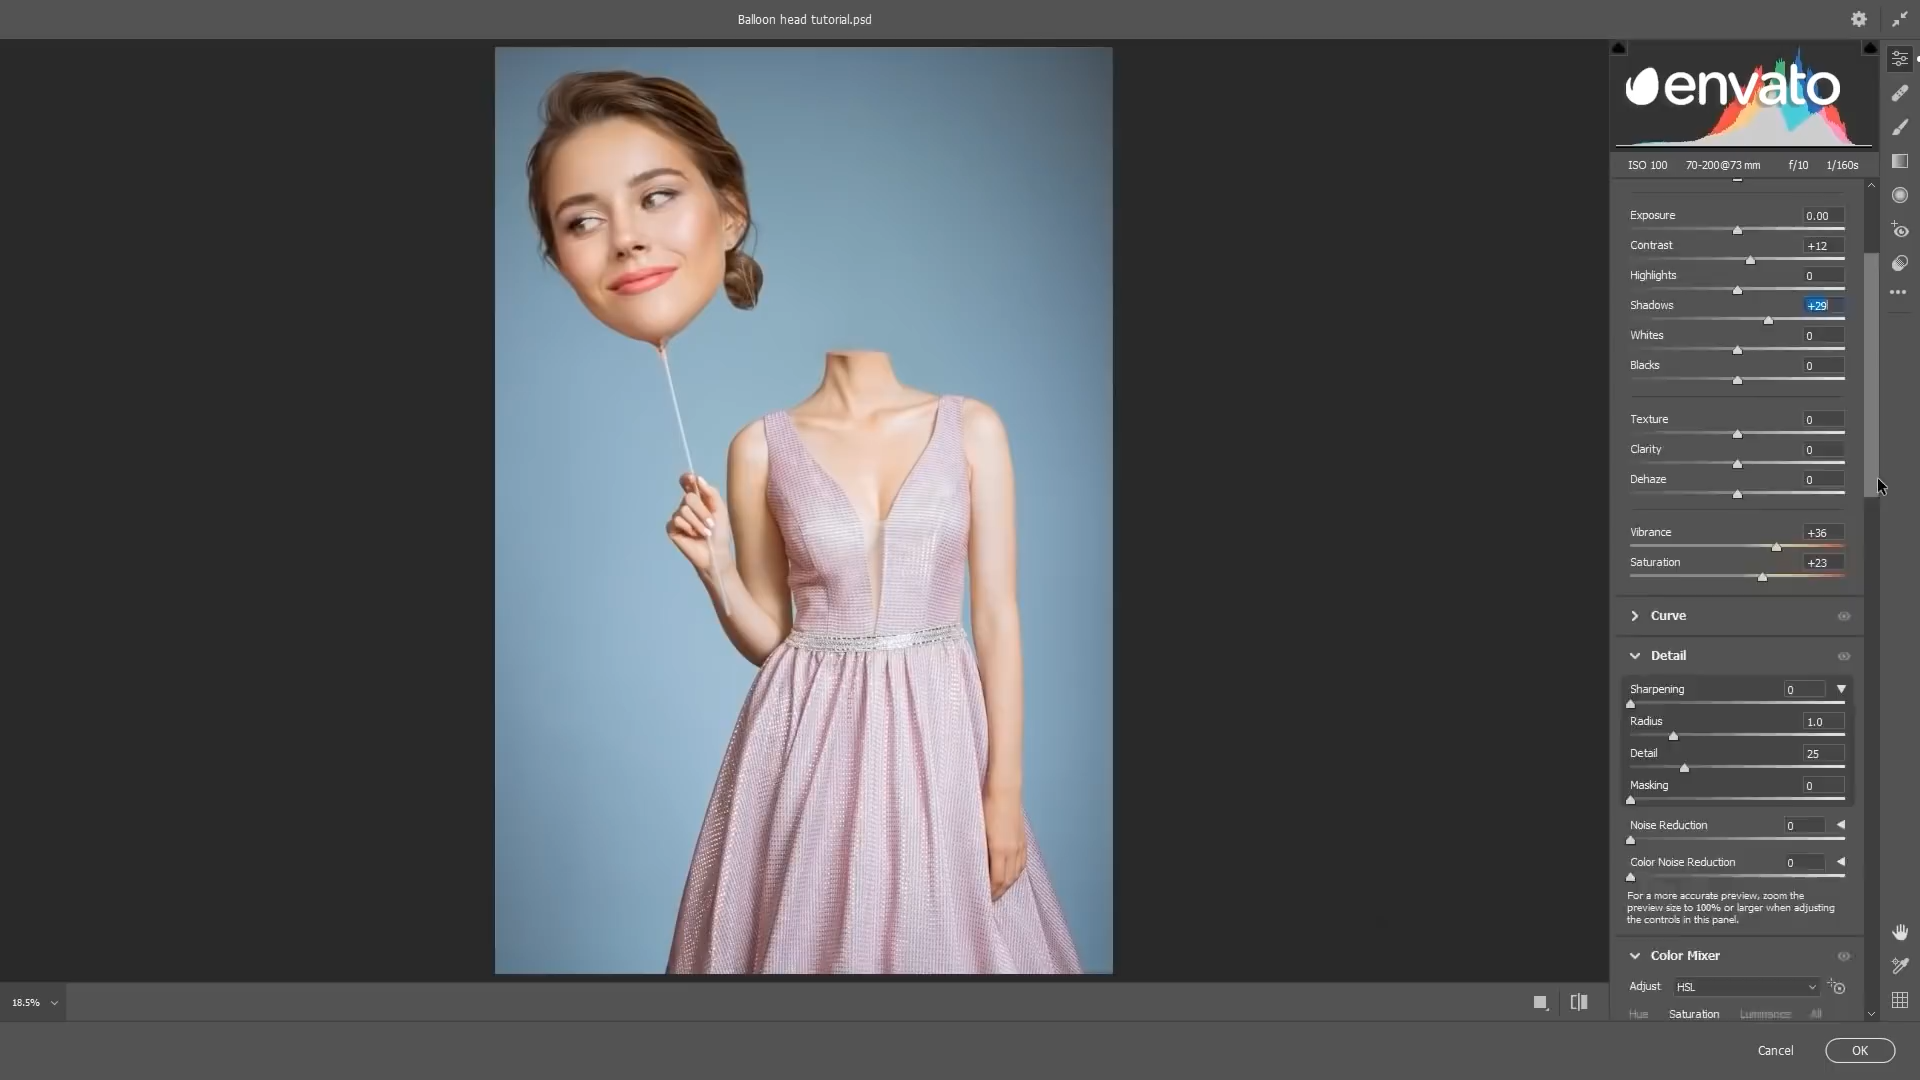 Balloon head tutorial.psd
envato
ISO 100 70-200@73 mm f/10 1/160s
Exposure 0.00
Contrast +12
Highlights 0
Shadows +29
Whites 0
Blacks 0
Texture 0
Clarity 0
Dehaze 0
Vibrance +36
Saturation +23
Curve
Detail
Sharpening 0
Radius 1.0
Detail 25
Masking 0
Noise Reduction 0
Color Noise Reduction 0
For a more accurate preview, zoom the
preview size to 100% or larger when adjusting
the controls in this panel.
Color Mixer
Adjust HSL
Hue Saturation Luminance All
18.5%
Cancel OK